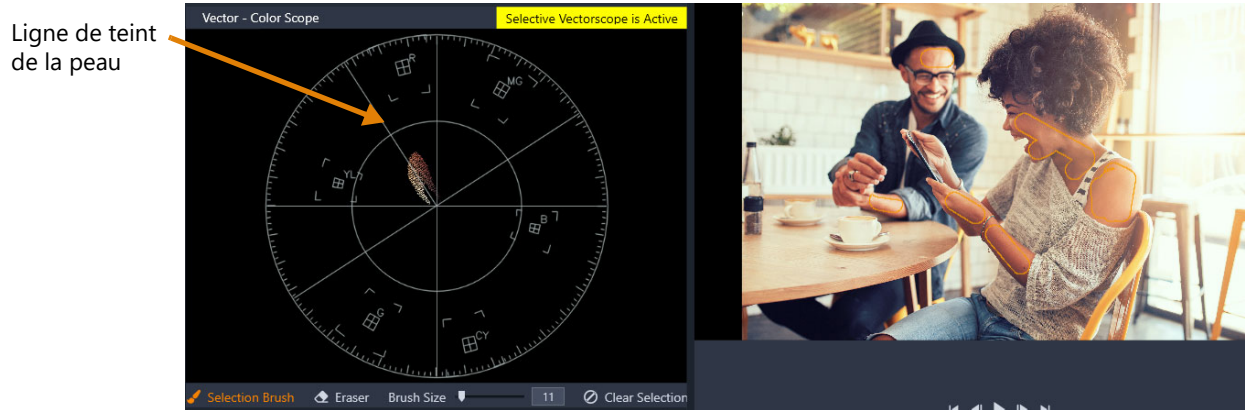 Ligne de teint
de la peau
Vector - Color Scope
Selective Vectorscope is Active
R
MG
YL
B
G
CY
Selection Brush
Eraser
Brush Size
11
Clear Selection